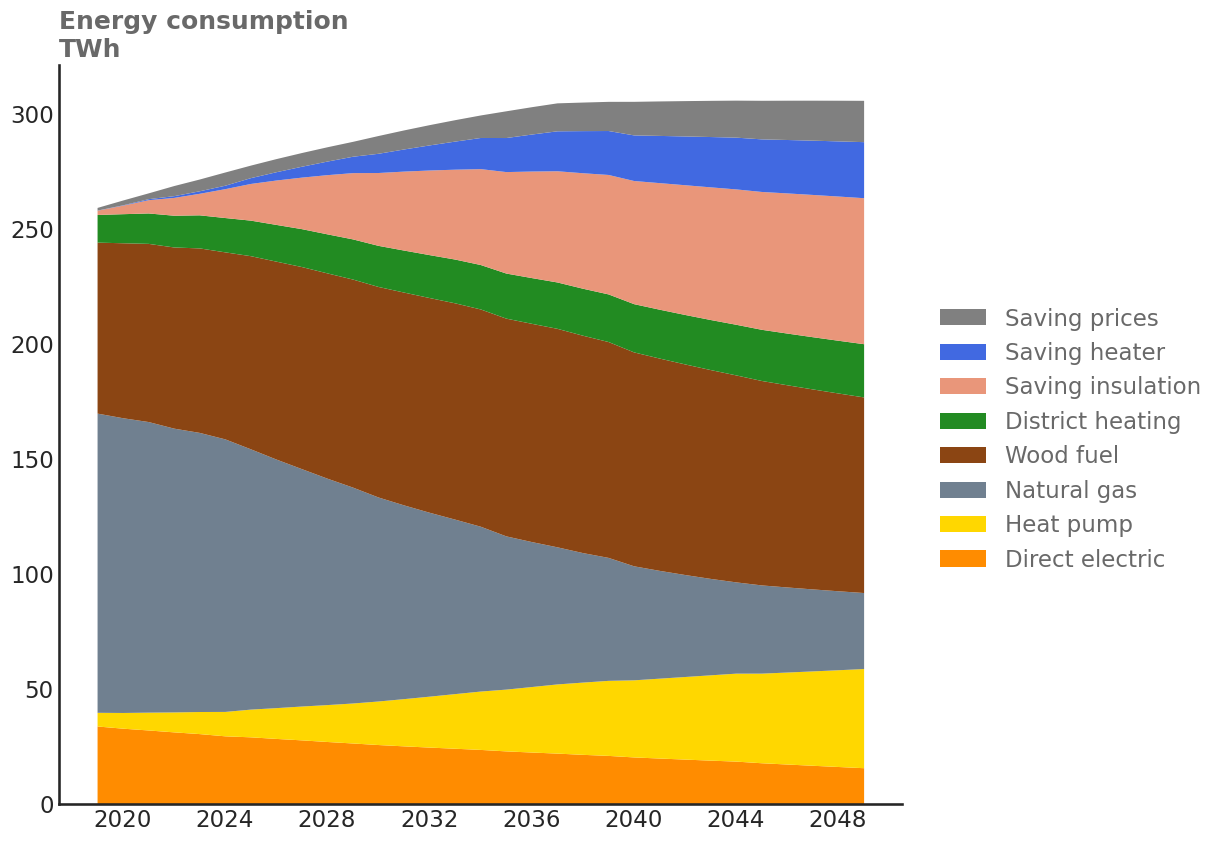 Energy consumption
TWh
300
250
200
150
100
50
0
2020 2024 2028 2032 2036 2040 2044 2048
Saving prices
Saving heater
Saving insulation
District heating
Wood fuel
Natural gas
Heat pump
Direct electric